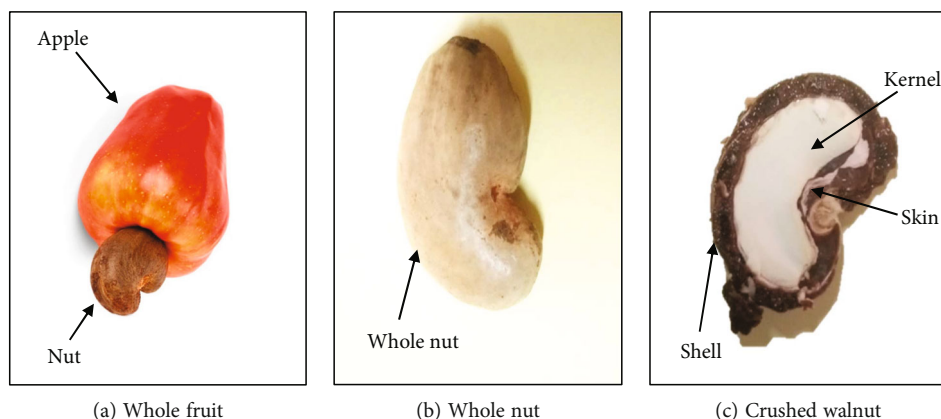 Apple
Nut
(a) Whole fruit
Whole nut
(b) Whole nut
Kernel
Skin
Shell
(c) Crushed walnut